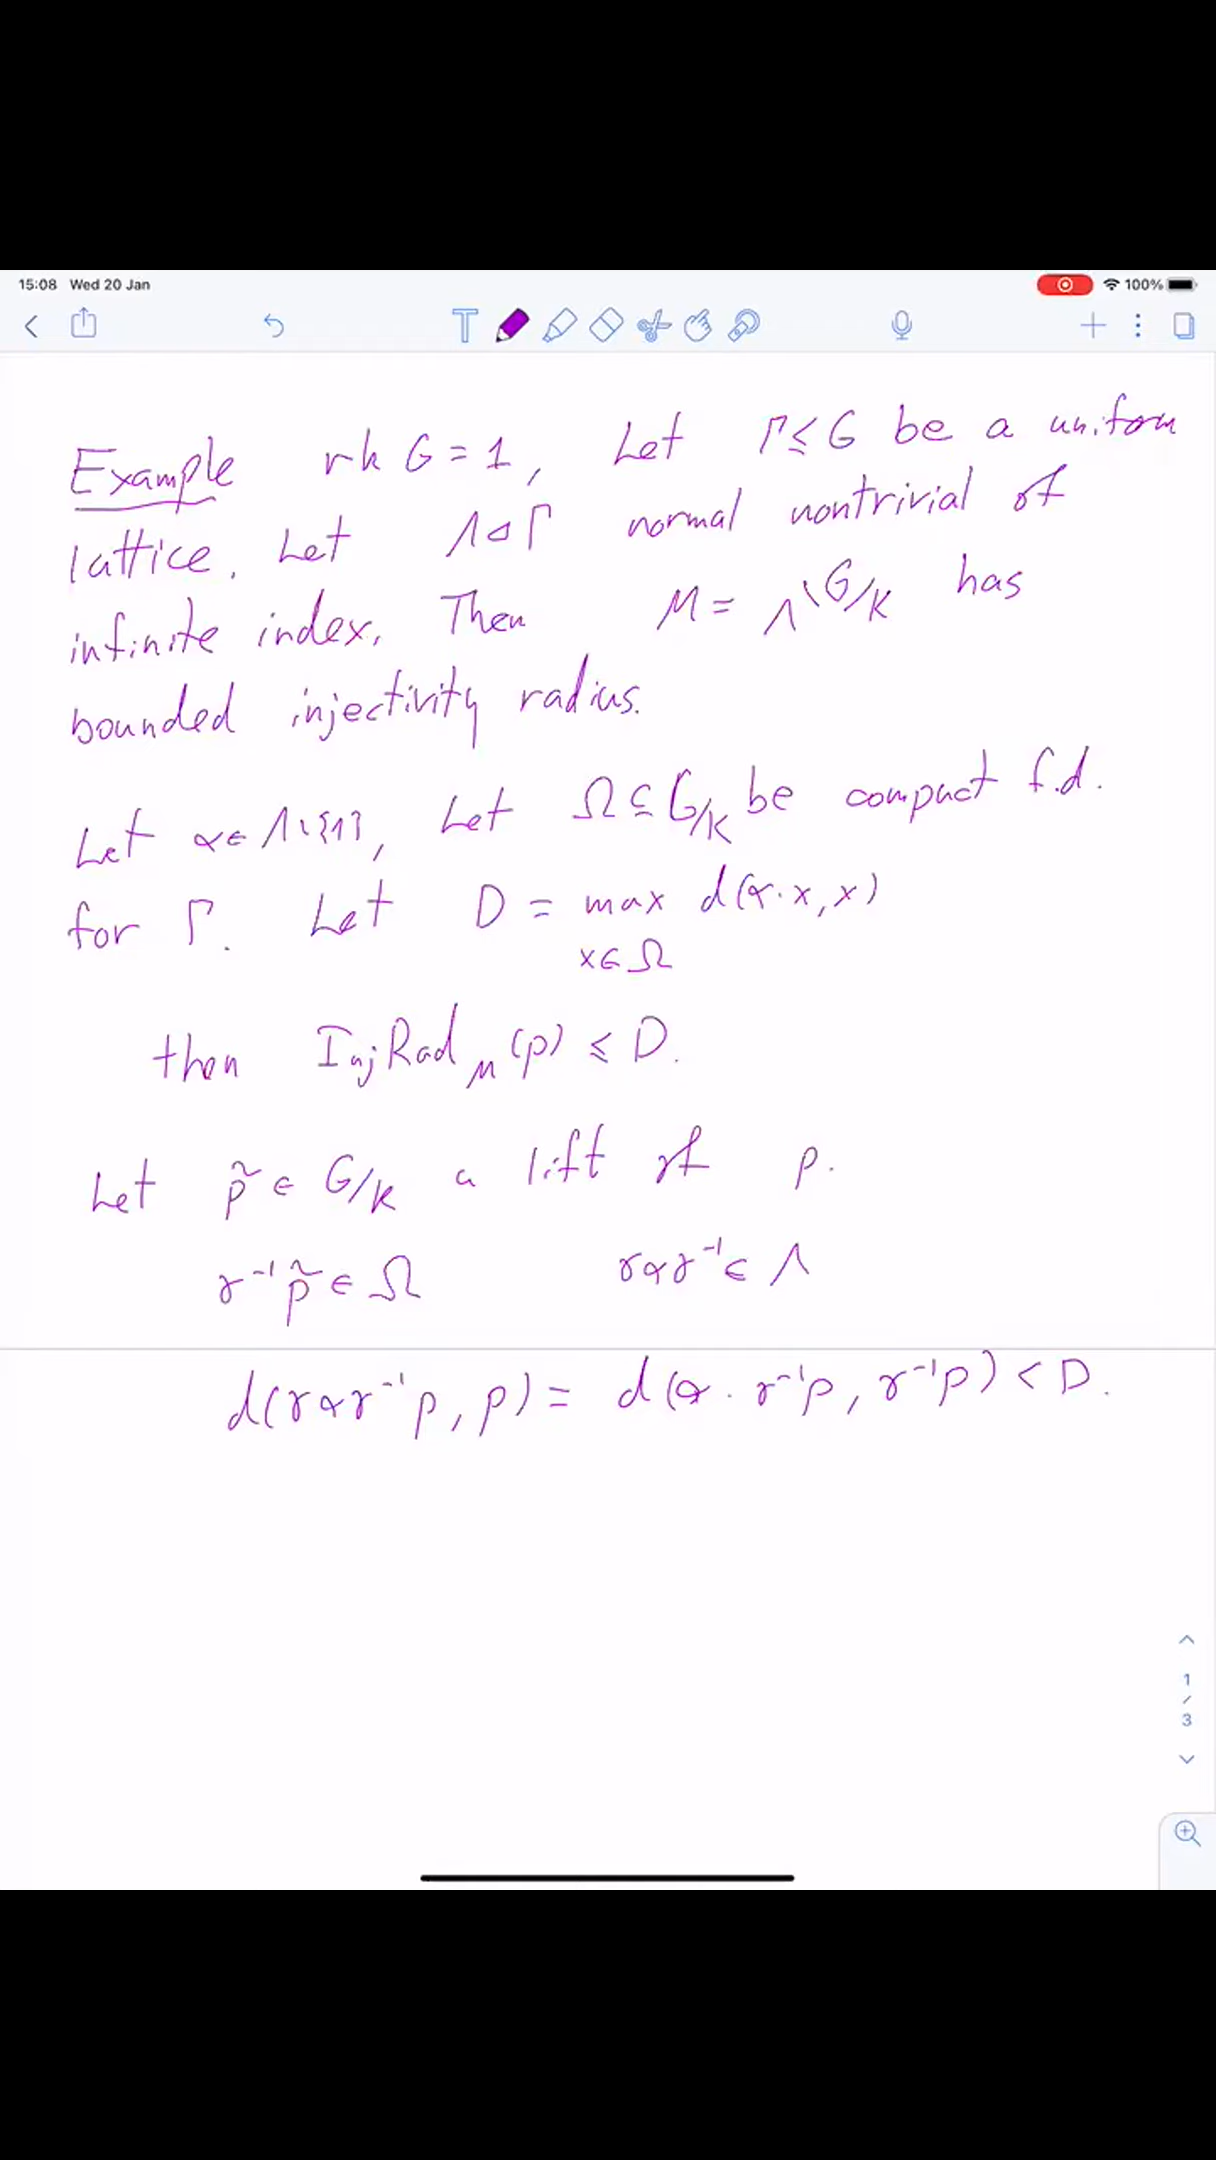 15:08 Wed 20 Jan 100%
Example rk G = 1, Let Γ ≤ G be a uniform
lattice. Let Λ ◁ Γ normal nontrivial of
infinite index. Then M = Λ\G/K has
bounded injectivity radius.
Let α ∈ Λ∖{1}, Let Ω ⊆ G/K be compact f.d.
for Γ. Let D = max d(α·x, x)
x∈Ω
then InjRad_M (p) ≤ D.
Let p̃ ∈ G/K a lift of p.
γ⁻¹p̃ ∈ Ω γαγ⁻¹ ∈ Λ
d(γαγ⁻¹p, p) = d(α·γ⁻¹p, γ⁻¹p) < D.
1
/
3